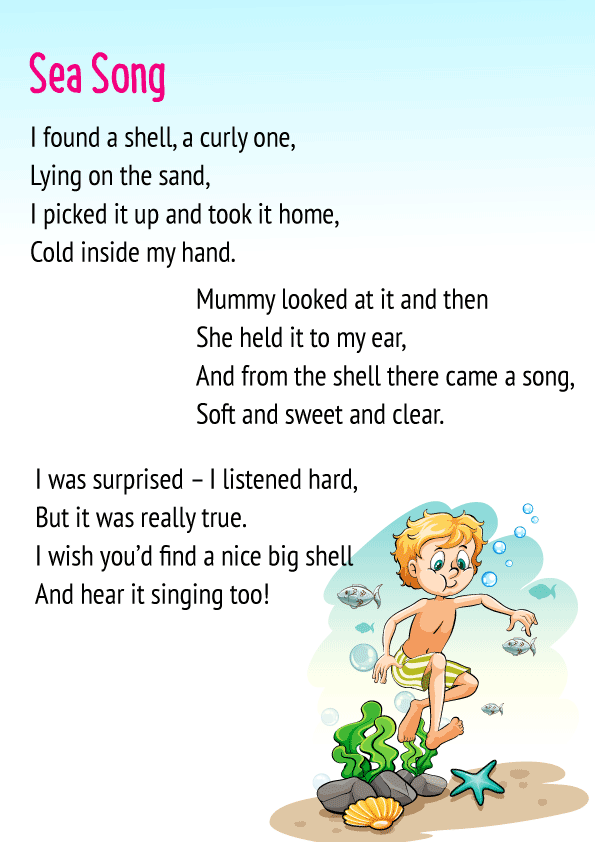 Sea Song
I found a shell, a curly one,
Lying on the sand,
I picked it up and took it home,
Cold inside my hand.
Mummy looked at it and then
She held it to my ear,
And from the shell there came a song,
Soft and sweet and clear.
I was surprised – I listened hard,
But it was really true.
I wish you’d find a nice big shell
And hear it singing too!